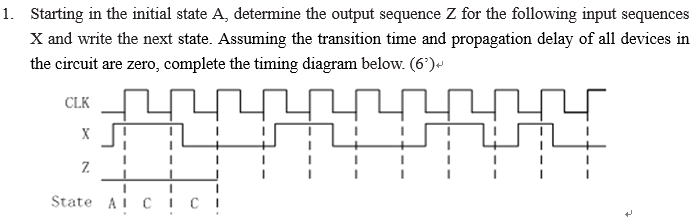 1. Starting in the initial state A, determine the output sequence Z for the following input sequences
X and write the next state. Assuming the transition time and propagation delay of all devices in
the circuit are zero, complete the timing diagram below. (6’)↵
CLK
X
Z
State A C C
↵